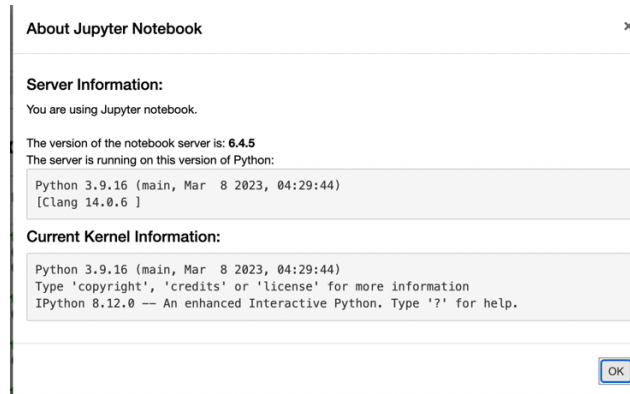 About Jupyter Notebook
×
Server Information:
You are using Jupyter notebook.
The version of the notebook server is: 6.4.5
The server is running on this version of Python:
Python 3.9.16 (main, Mar  8 2023, 04:29:44)
[Clang 14.0.6 ]
Current Kernel Information:
Python 3.9.16 (main, Mar  8 2023, 04:29:44)
Type 'copyright', 'credits' or 'license' for more information
IPython 8.12.0 -- An enhanced Interactive Python. Type '?' for help.
OK